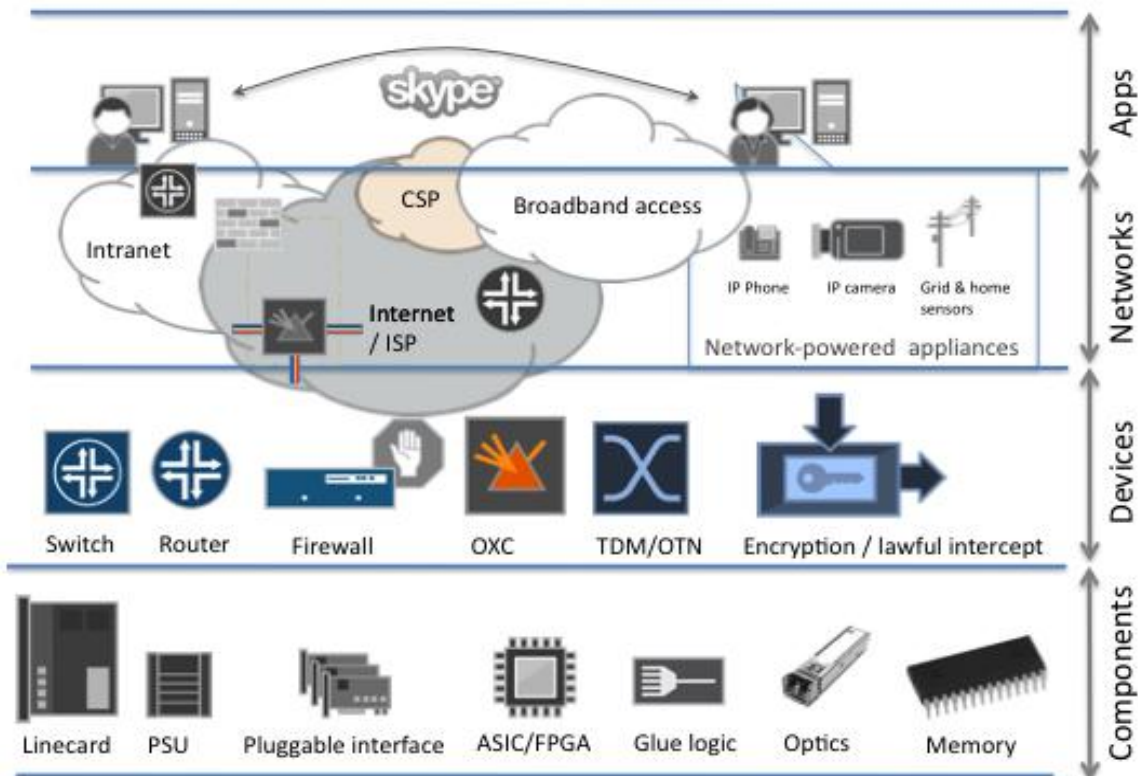 skype
Apps
CSP
Broadband access
Intranet
Internet
/ ISP
IP Phone
IP camera
Grid & home
sensors
Network-powered appliances
Networks
Switch
Router
Firewall
OXC
TDM/OTN
Encryption / lawful intercept
Devices
Linecard
PSU
Pluggable interface
ASIC/FPGA
Glue logic
Optics
Memory
Components